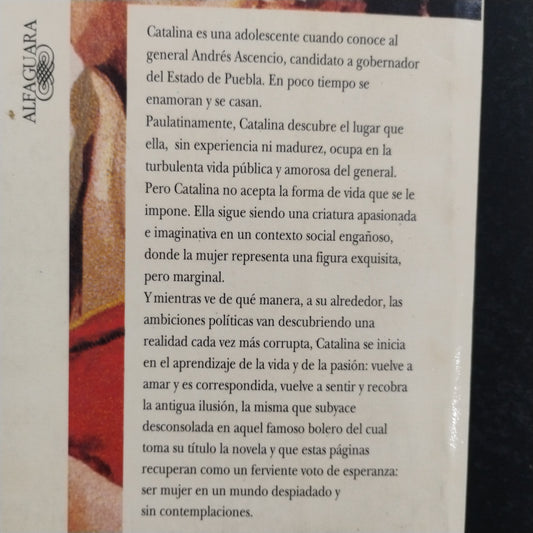 ALFAGUARA
Catalina es una adolescente cuando conoce al
general Andrés Ascencio, candidato a gobernador
del Estado de Puebla. En poco tiempo se
enamoran y se casan.
Paulatinamente, Catalina descubre el lugar que
ella, sin experiencia ni madurez, ocupa en la
turbulenta vida pública y amorosa del general.
Pero Catalina no acepta la forma de vida que se le
impone. Ella sigue siendo una criatura apasionada
e imaginativa en un contexto social engañoso,
donde la mujer representa una figura exquisita,
pero marginal.
Y mientras ve de qué manera, a su alrededor, las
ambiciones políticas van descubriendo una
realidad cada vez más corrupta, Catalina se inicia
en el aprendizaje de la vida y de la pasión: vuelve a
amar y es correspondida, vuelve a sentir y recobra
la antigua ilusión, la misma que subyace
desconsolada en aquel famoso bolero del cual
toma su título la novela y que estas páginas
recuperan como un ferviente voto de esperanza:
ser mujer en un mundo despiadado y
sin contemplaciones.